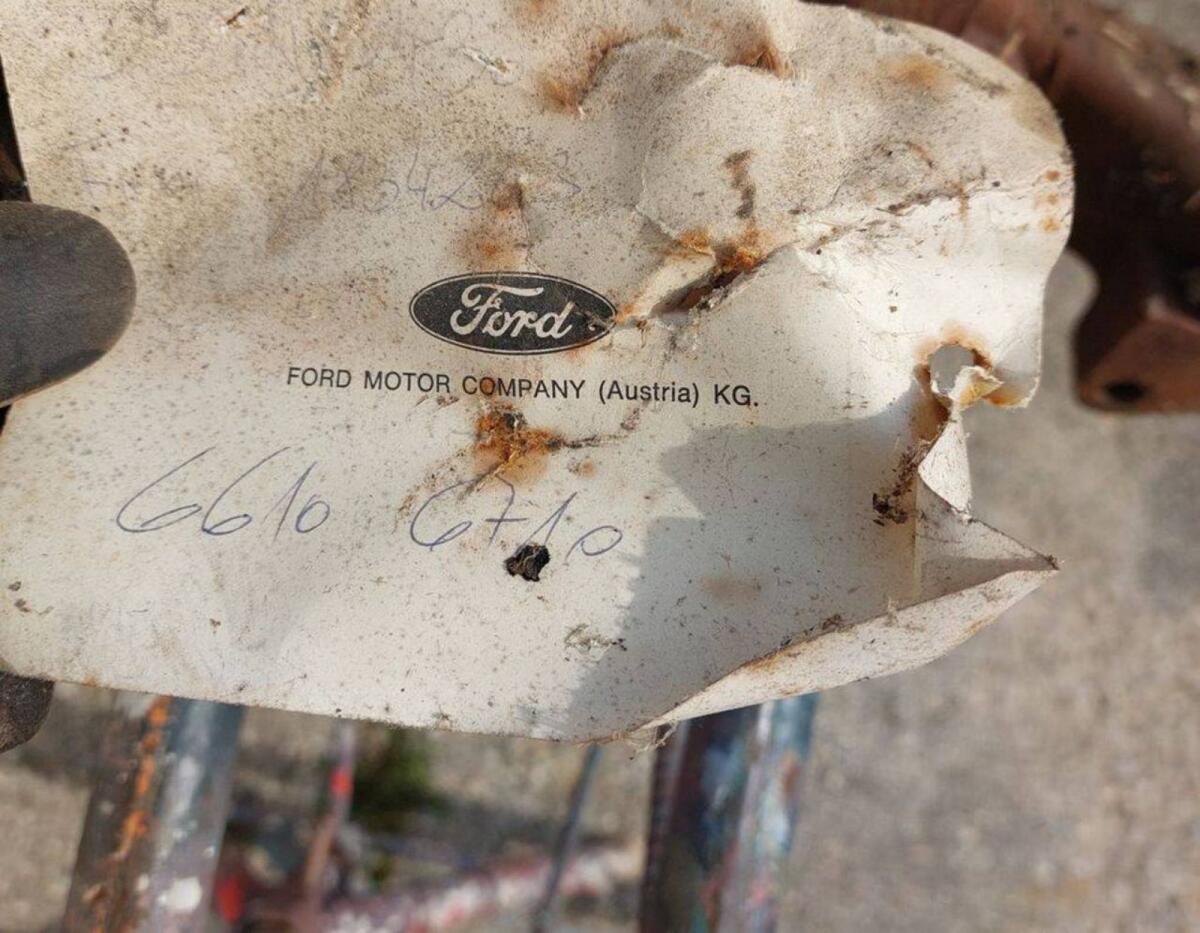 Ford
FORD MOTOR COMPANY (Austria) KG.
6610 6710